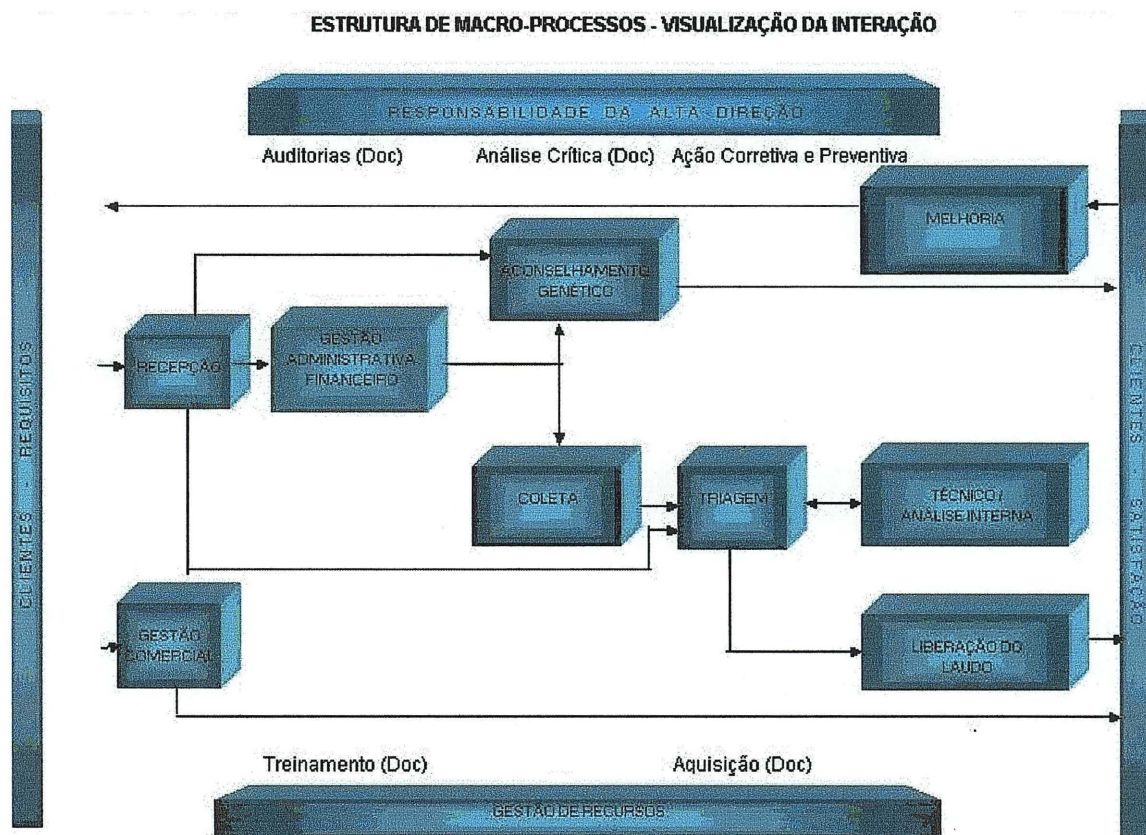 ESTRUTURA DE MACRO-PROCESSOS - VISUALIZAÇÃO DA INTERAÇÃO
RESPONSABILIDADE DA ALTA DIREÇÃO
Auditorias (Doc) Análise Crítica (Doc) Ação Corretiva e Preventiva
MELHÓRIA
ACONSELHAMENTO
GENÉTICO
GESTÃO
ADMINISTRATIVA
FINANCEIRO
RECEPÇÃO
CLIENTES - REQUISITOS
CLIENTES - SATISFAÇÃO
COLETA
TRIAGEM
TÉCNICO /
ANÁLISE INTERNA
GESTÃO
COMERCIAL
LIBERAÇÃO DO
LAUDO
Treinamento (Doc) Aquisição (Doc)
GESTÃO DE RECURSOS